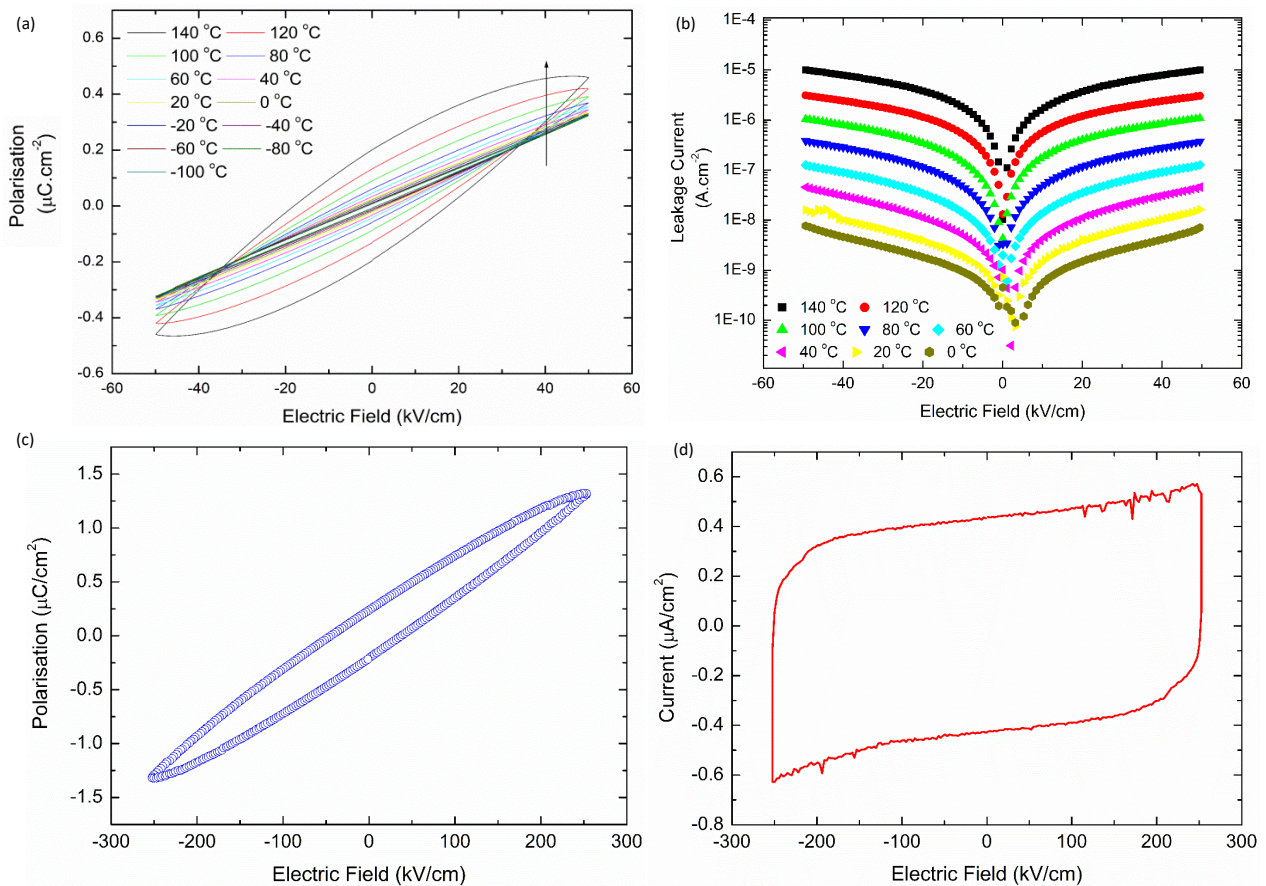 (a)
0.6
0.4
0.2
0.0
-0.2
-0.4
0.6
Polarisation
(μC.cm-2)
140 °C 120 °C
100 °C 80 °C
60 °C 40 °C
20 °C 0 °C
-20 °C -40 °C
-60 °C -80 °C
-100 °C
-60 -40 -20 0 20 40 60
Electric Field (kV/cm)
(b)
1E-4
1E-5
1E-6
1E-7
1E-8
1E-9
1E-10
Leakage Current
(A.cm-2)
140 °C 120 °C
100 °C 80 °C 60 °C
40 °C 20 °C 0 °C
-60 -40 -20 0 20 40 60
Electric Field (kV/cm)
(c)
1.5
1.0
0.5
0.0
-0.5
-1.0
-1.5
Polarisation (μC/cm2)
-300 -200 -100 0 100 200 300
Electric Field (kV/cm)
(d)
0.6
0.4
0.2
0.0
-0.2
-0.4
-0.6
-0.8
Current (μA/cm2)
-300 -200 -100 0 100 200 300
Electric Field (kV/cm)